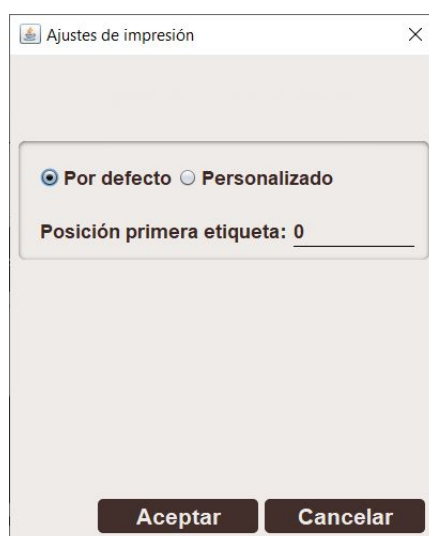 Ajustes de impresión
Por defecto Personalizado
Posición primera etiqueta: 0
Aceptar Cancelar